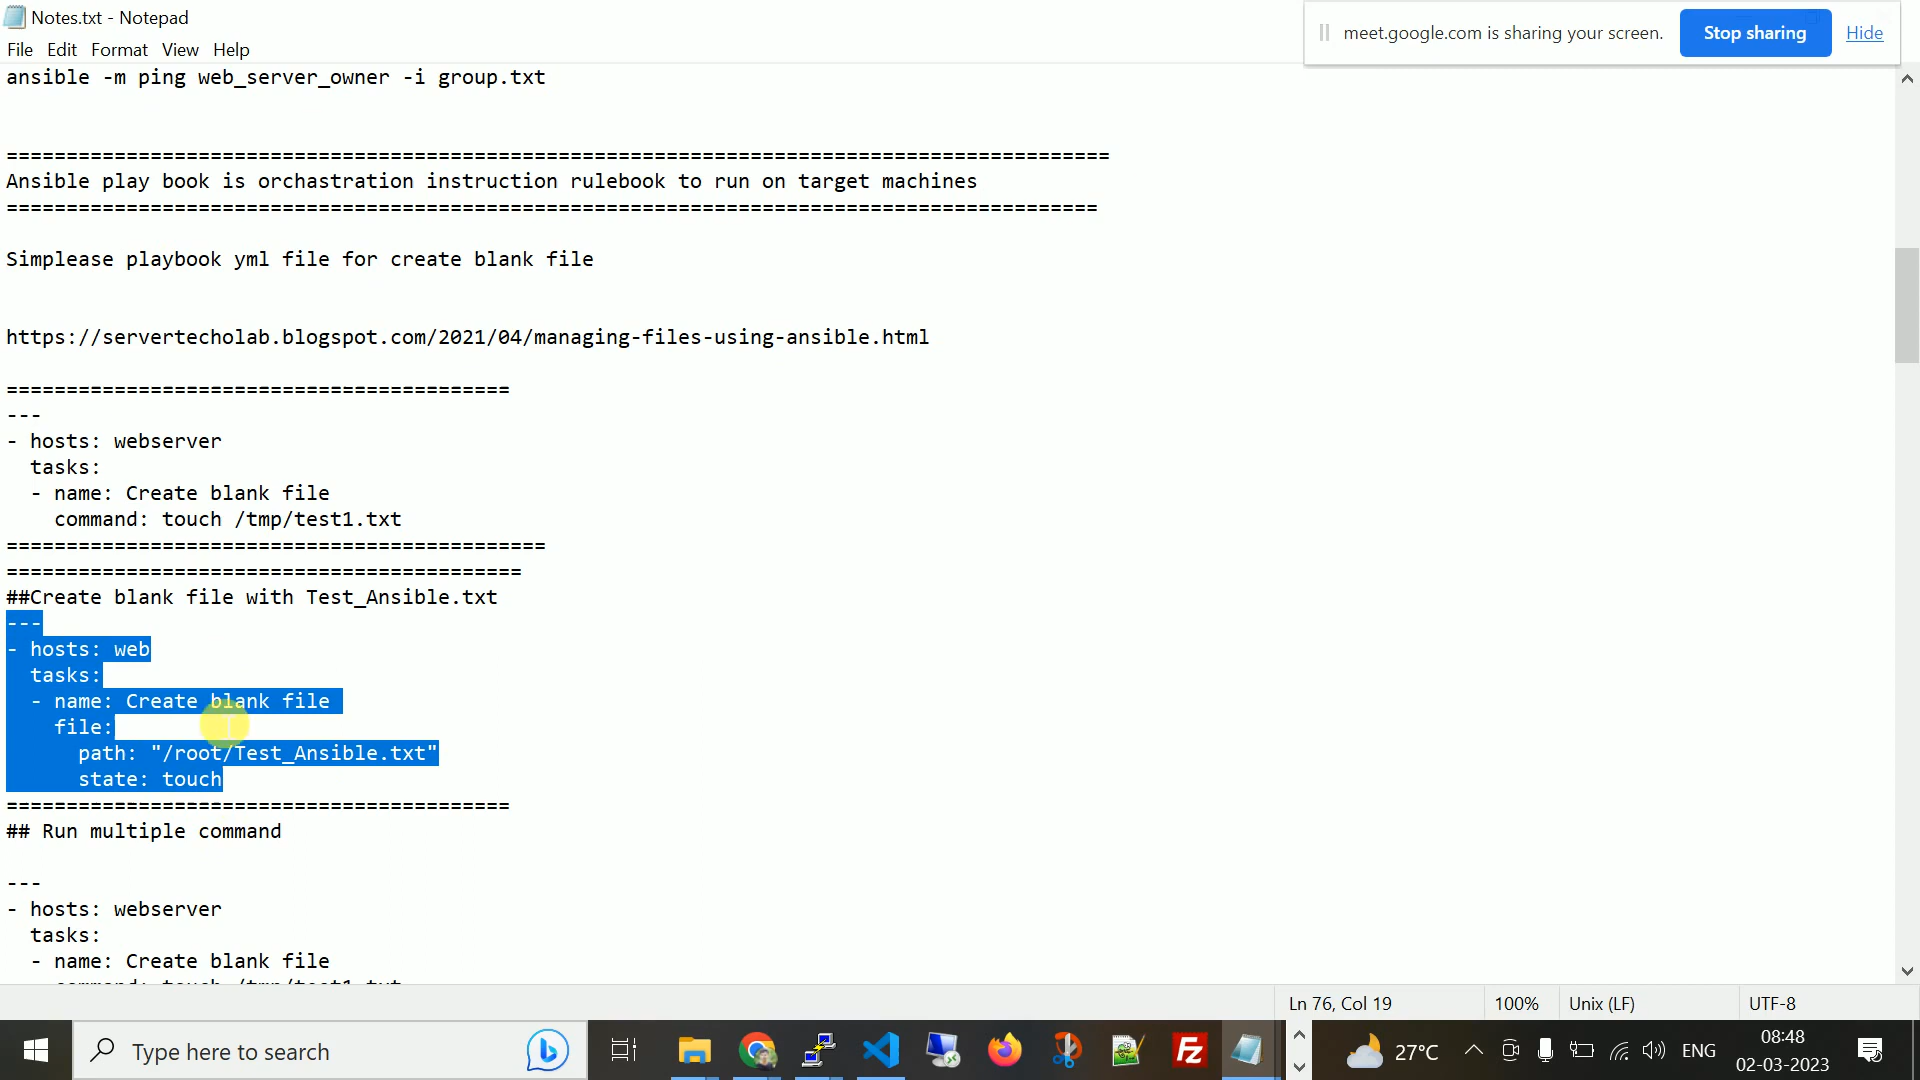 Notes.txt - Notepad
meet.google.com is sharing your screen. Stop sharing Hide
File Edit Format View Help
ansible -m ping web_server_owner -i group.txt
============================================================================================
Ansible play book is orchastration instruction rulebook to run on target machines
===========================================================================================
Simplease playbook yml file for create blank file
https://servertecholab.blogspot.com/2021/04/managing-files-using-ansible.html
==========================================
---
- hosts: webserver
  tasks:
  - name: Create blank file
    command: touch /tmp/test1.txt
=============================================
===========================================
##Create blank file with Test_Ansible.txt
---
- hosts: web
  tasks:
  - name: Create blank file
    file:
      path: "/root/Test_Ansible.txt"
      state: touch
==========================================
## Run multiple command
---
- hosts: webserver
  tasks:
  - name: Create blank file
    command: touch /tmp/test1.txt
Ln 76, Col 19 100% Unix (LF) UTF-8
Type here to search
27°C ENG 08:48
02-03-2023